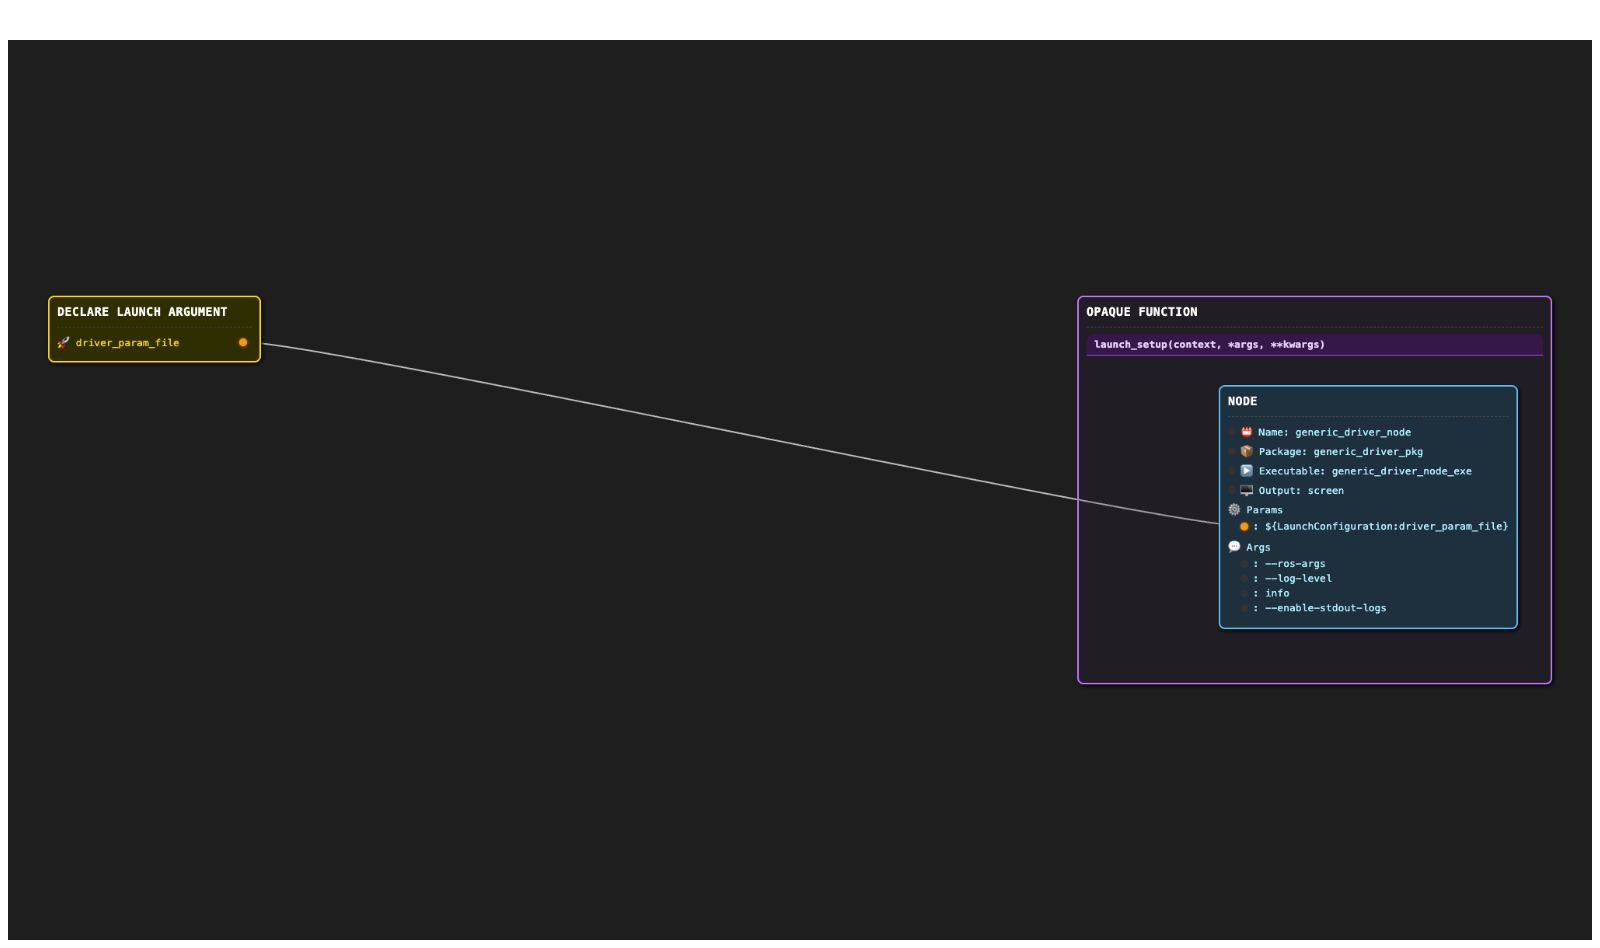 DECLARE LAUNCH ARGUMENT
driver_param_file
OPAQUE FUNCTION
launch_setup(context, *args, **kwargs)
NODE
Name: generic_driver_node
Package: generic_driver_pkg
Executable: generic_driver_node_exe
Output: screen
Params
: ${LaunchConfiguration:driver_param_file}
Args
: --ros-args
: --log-level
: info
: --enable-stdout-logs